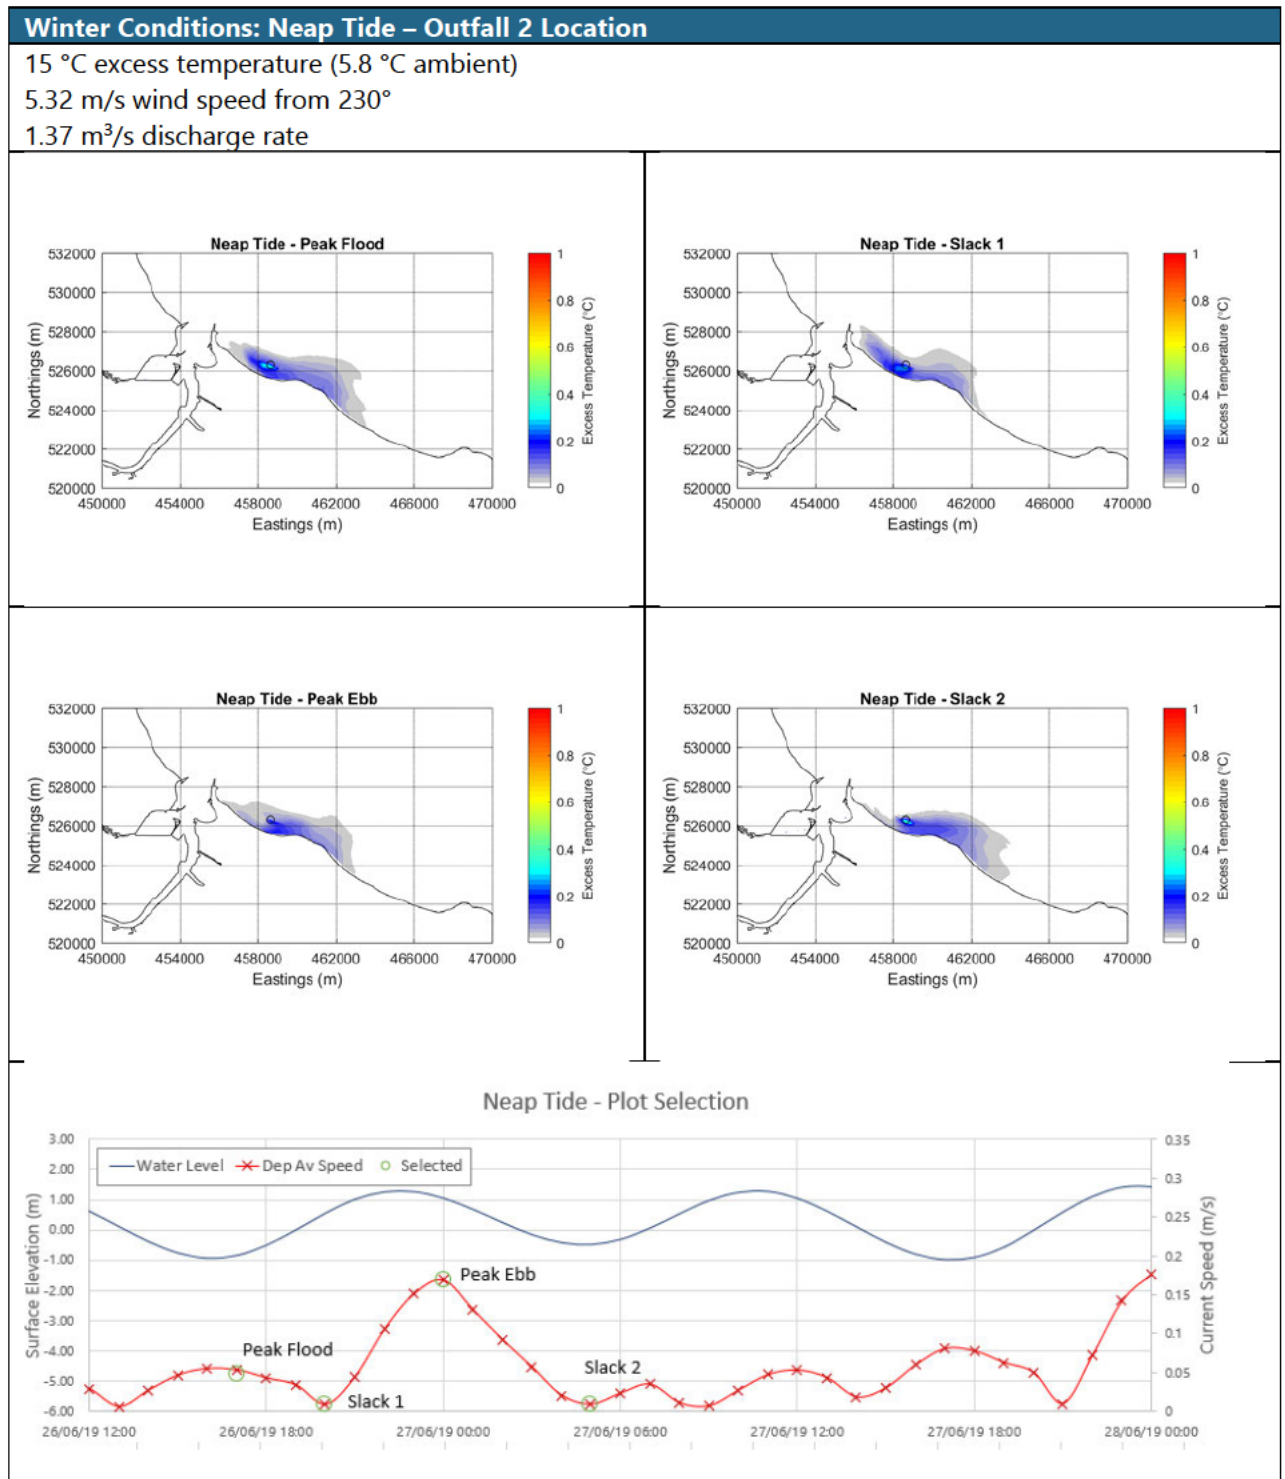 Winter Conditions: Neap Tide – Outfall 2 Location
15 °C excess temperature (5.8 °C ambient)
5.32 m/s wind speed from 230°
1.37 m³/s discharge rate
Neap Tide - Peak Flood
532000
530000
528000
526000
524000
522000
520000
Northings (m)
450000 454000 458000 462000 466000 470000
Eastings (m)
1
0.8
0.6
0.4
0.2
0
Excess Temperature (°C)
Neap Tide - Slack 1
532000
530000
528000
526000
524000
522000
520000
Northings (m)
450000 454000 458000 462000 466000 470000
Eastings (m)
1
0.8
0.6
0.4
0.2
0
Excess Temperature (°C)
Neap Tide - Peak Ebb
532000
530000
528000
526000
524000
522000
520000
Northings (m)
450000 454000 458000 462000 466000 470000
Eastings (m)
1
0.8
0.6
0.4
0.2
0
Excess Temperature (°C)
Neap Tide - Slack 2
532000
530000
528000
526000
524000
522000
520000
Northings (m)
450000 454000 458000 462000 466000 470000
Eastings (m)
1
0.8
0.6
0.4
0.2
0
Excess Temperature (°C)
Neap Tide - Plot Selection
3.00
2.00
1.00
0.00
-1.00
-2.00
-3.00
-4.00
-5.00
-6.00
Surface Elevation (m)
Water Level Dep Av Speed Selected
Peak Ebb
Peak Flood
Slack 2
Slack 1
0.35
0.3
0.25
0.2
0.15
0.1
0.05
0
Current Speed (m/s)
26/06/19 12:00 26/06/19 18:00 27/06/19 00:00 27/06/19 06:00 27/06/19 12:00 27/06/19 18:00 28/06/19 00:00